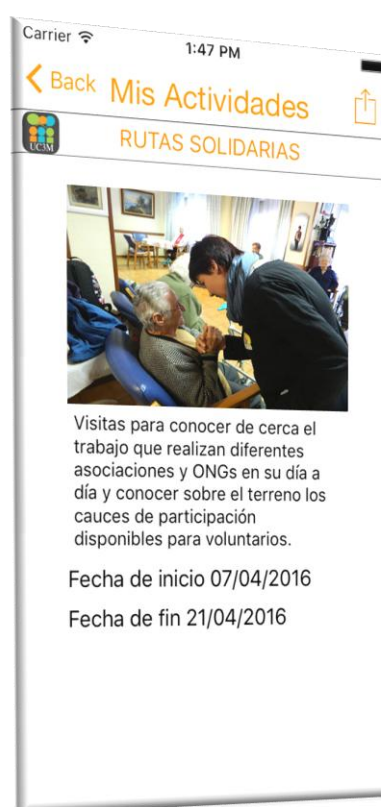 Carrier
1:47 PM
Back
Mis Actividades
UC3M
RUTAS SOLIDARIAS
Visitas para conocer de cerca el
trabajo que realizan diferentes
asociaciones y ONGs en su día a
día y conocer sobre el terreno los
cauces de participación
disponibles para voluntarios.
Fecha de inicio 07/04/2016
Fecha de fin 21/04/2016